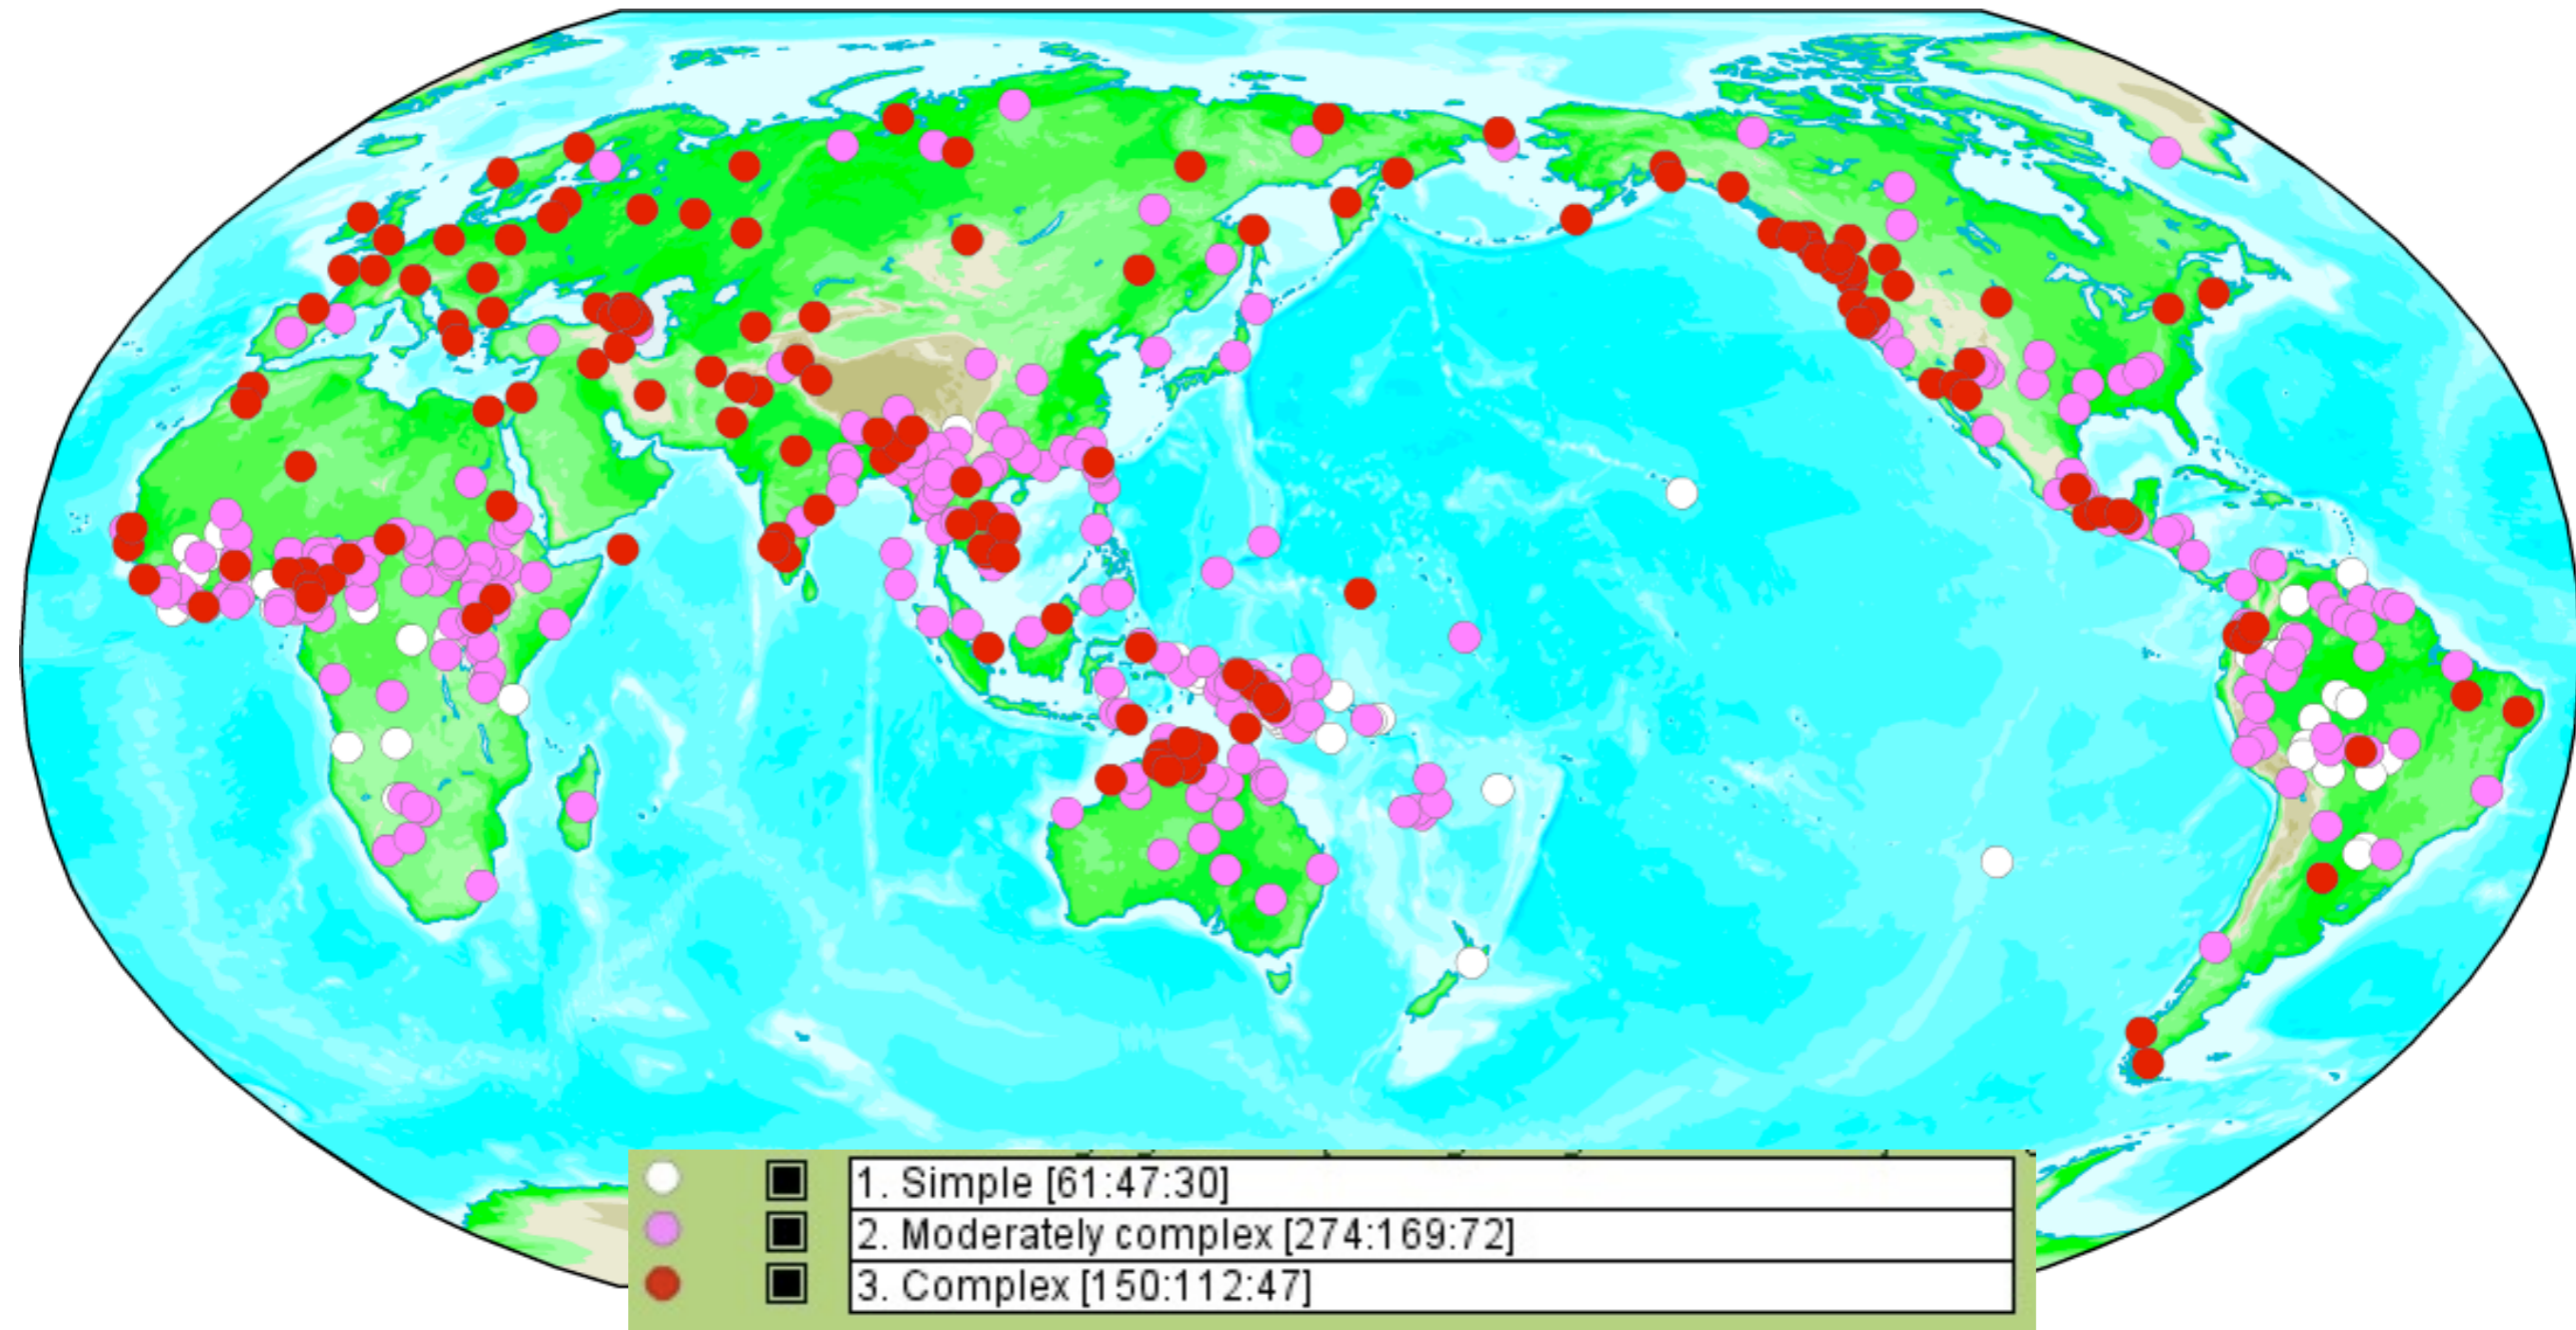 1. Simple [61:47:30]
2. Moderately complex [274:169:72]
3. Complex [150:112:47]